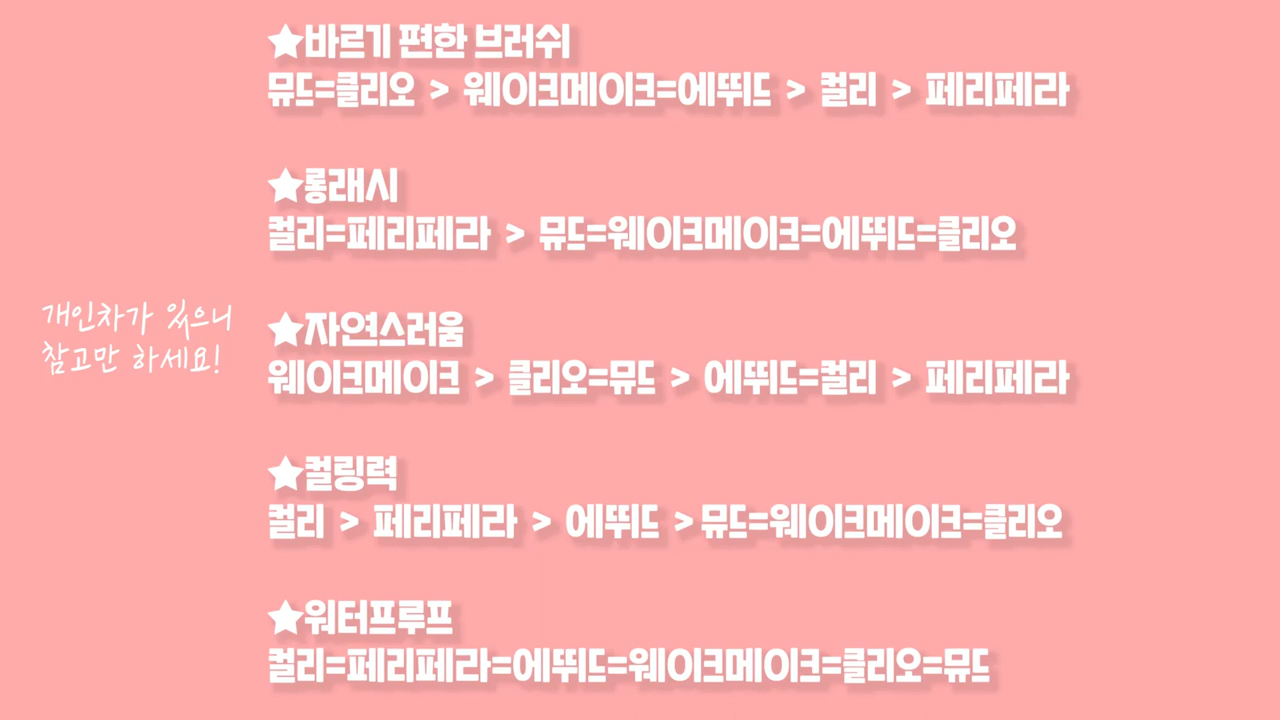 ★바르기 편한 브러쉬
뮤드=클리오 > 웨이크메이크=에뛰드 > 컬리 > 페리페라
★롱래시
컬리=페리페라 > 뮤드=웨이크메이크=에뛰드=클리오
개인차가 있으니
참고만 하세요!
★자연스러움
웨이크메이크 > 클리오=뮤드 > 에뛰드=컬리 > 페리페라
★컬링력
컬리 > 페리페라 > 에뛰드 > 뮤드=웨이크메이크=클리오
★워터프루프
컬리=페리페라=에뛰드=웨이크메이크=클리오=뮤드